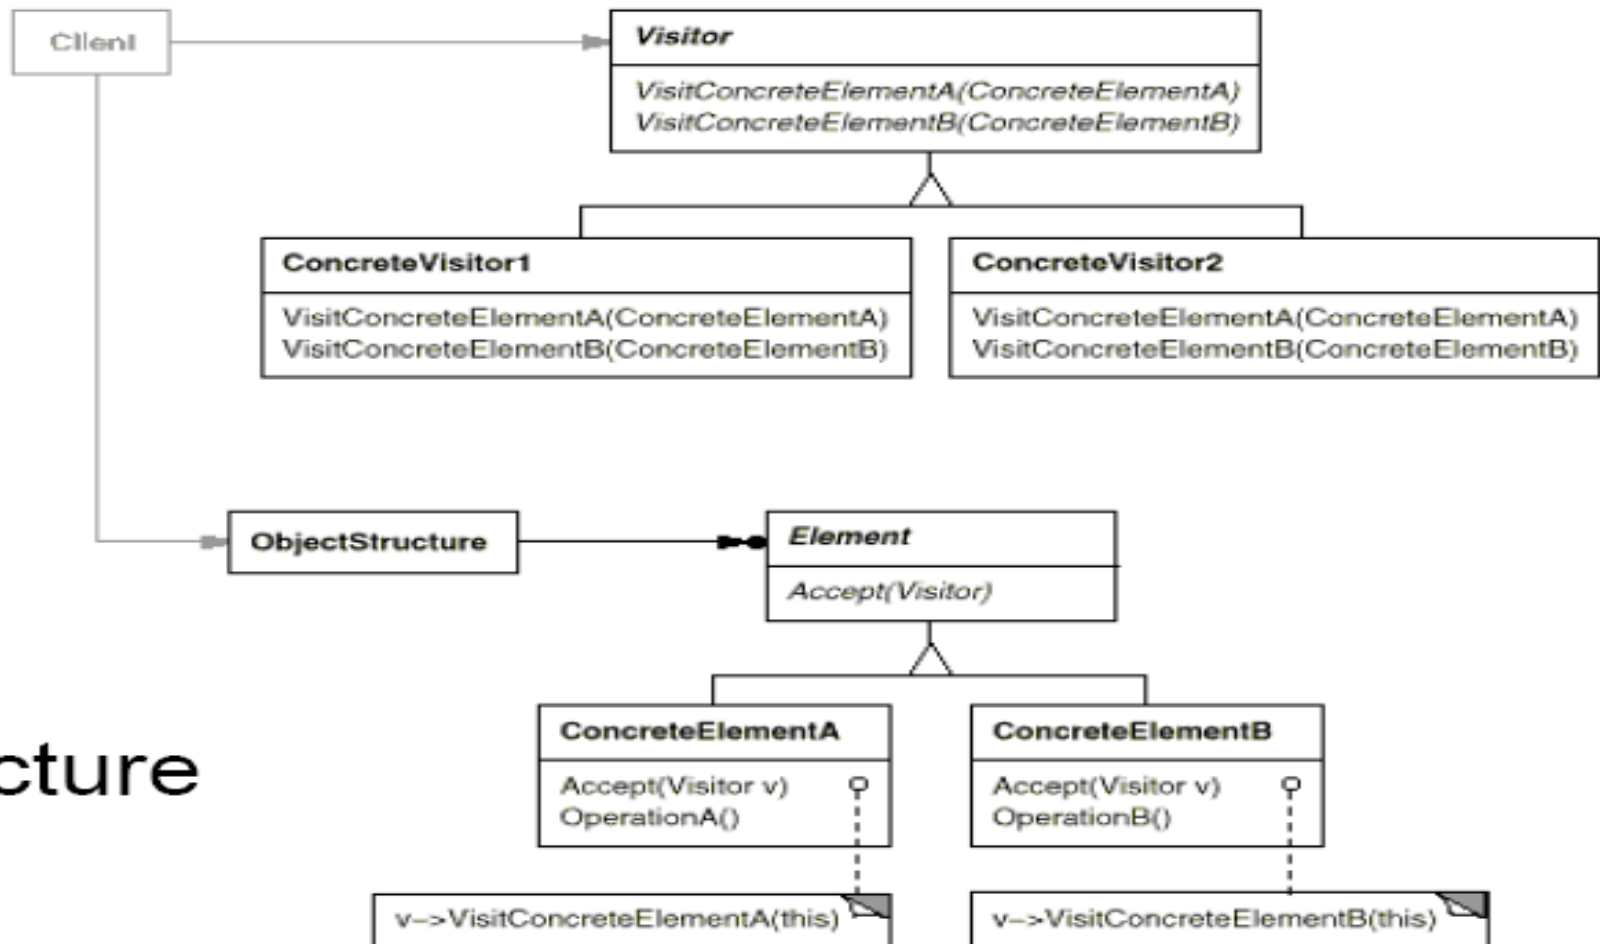 Client
Visitor
VisitConcreteElementA(ConcreteElementA)
VisitConcreteElementB(ConcreteElementB)
ConcreteVisitor1
VisitConcreteElementA(ConcreteElementA)
VisitConcreteElementB(ConcreteElementB)
ConcreteVisitor2
VisitConcreteElementA(ConcreteElementA)
VisitConcreteElementB(ConcreteElementB)
ObjectStructure
Element
Accept(Visitor)
cture
ConcreteElementA
Accept(Visitor v)
OperationA()
ConcreteElementB
Accept(Visitor v)
OperationB()
v->VisitConcreteElementA(this)
v->VisitConcreteElementB(this)